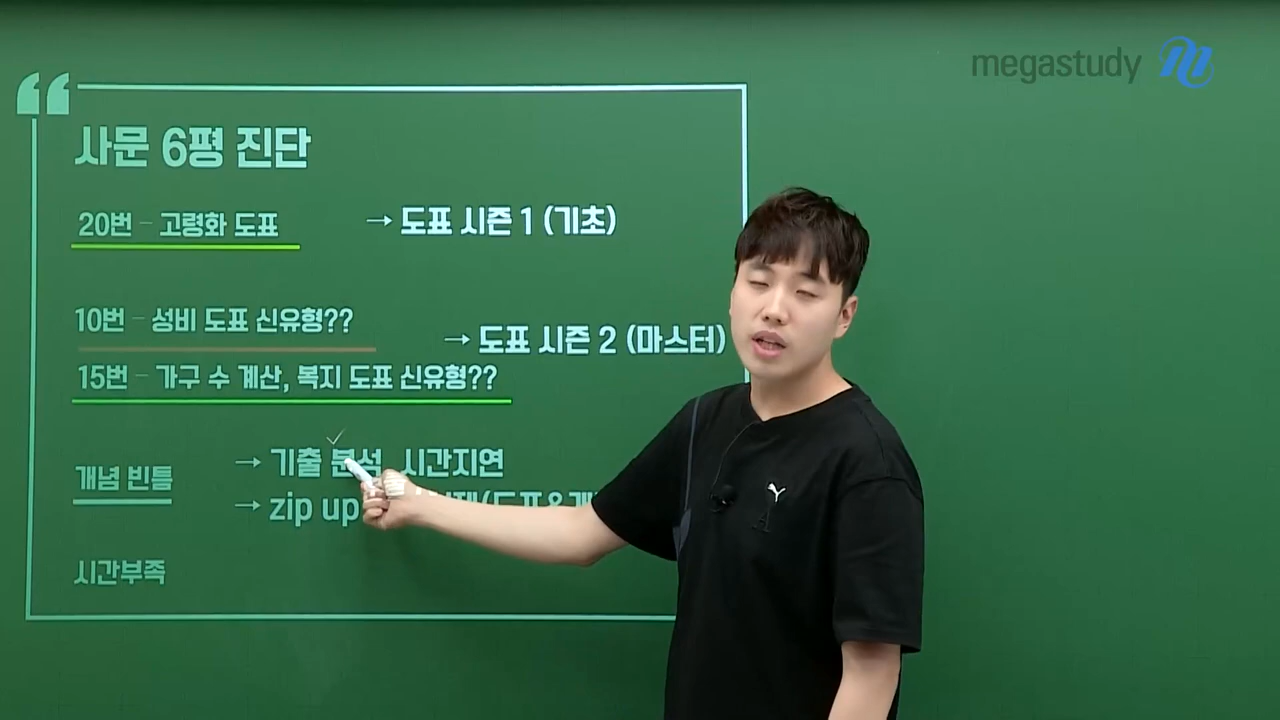 megastudy
사문 6평 진단
20번 - 고령화 도표 → 도표 시즌 1 (기초)
10번 - 성비 도표 신유형??
→ 도표 시즌 2 (마스터)
15번 - 가구 수 계산, 복지 도표 신유형??
개념 빈틈
→ 기출 분석 시간지연
→ zip up
시간부족